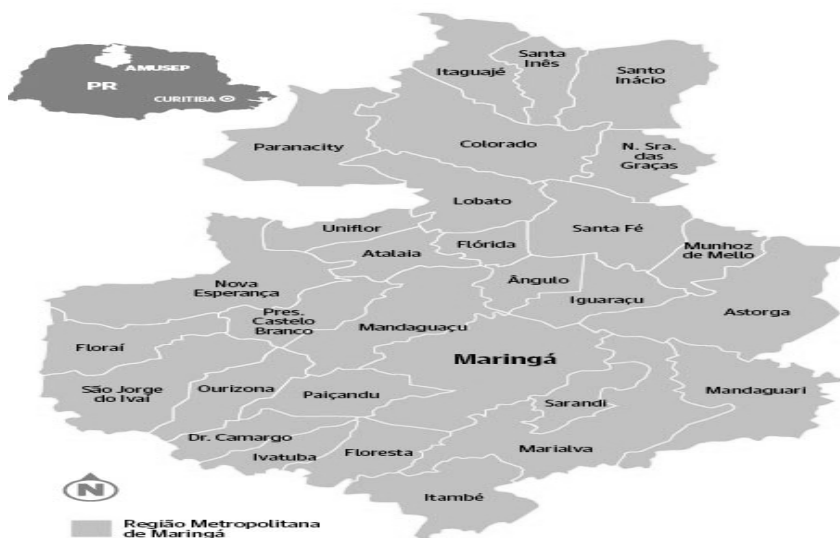 AMUSEP
PR
CURITIBA
Itaguajé
Santa
Inês
Santo
Inácio
Paranacity
Colorado
N. Sra.
das
Graças
Lobato
Uniflor
Atalaia
Flórida
Santa Fé
Munhoz
de Mello
Nova
Esperança
Ângulo
Iguaraçu
Astorga
Pres.
Castelo
Branco
Mandaguaçu
Floraí
Maringá
São Jorge
do Ivaí
Ourizona
Paiçandu
Sarandi
Mandaguari
Dr. Camargo
Ivatuba
Floresta
Marialva
Itambé
N
Região Metropolitana
de Maringá